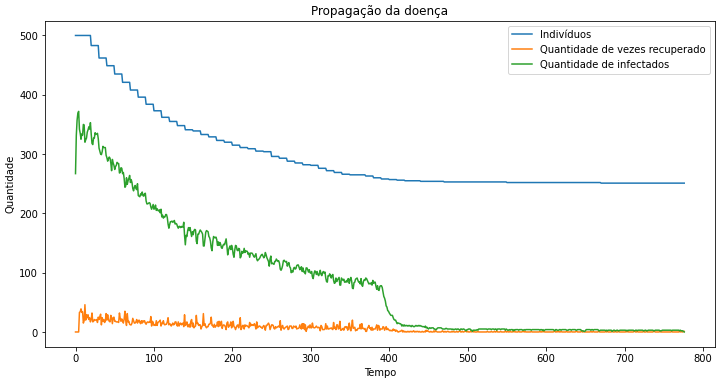 Propagação da doença
Indivíduos
Quantidade de vezes recuperado
Quantidade de infectados
Quantidade
500
400
300
200
100
0
0 100 200 300 400 500 600 700 800
Tempo